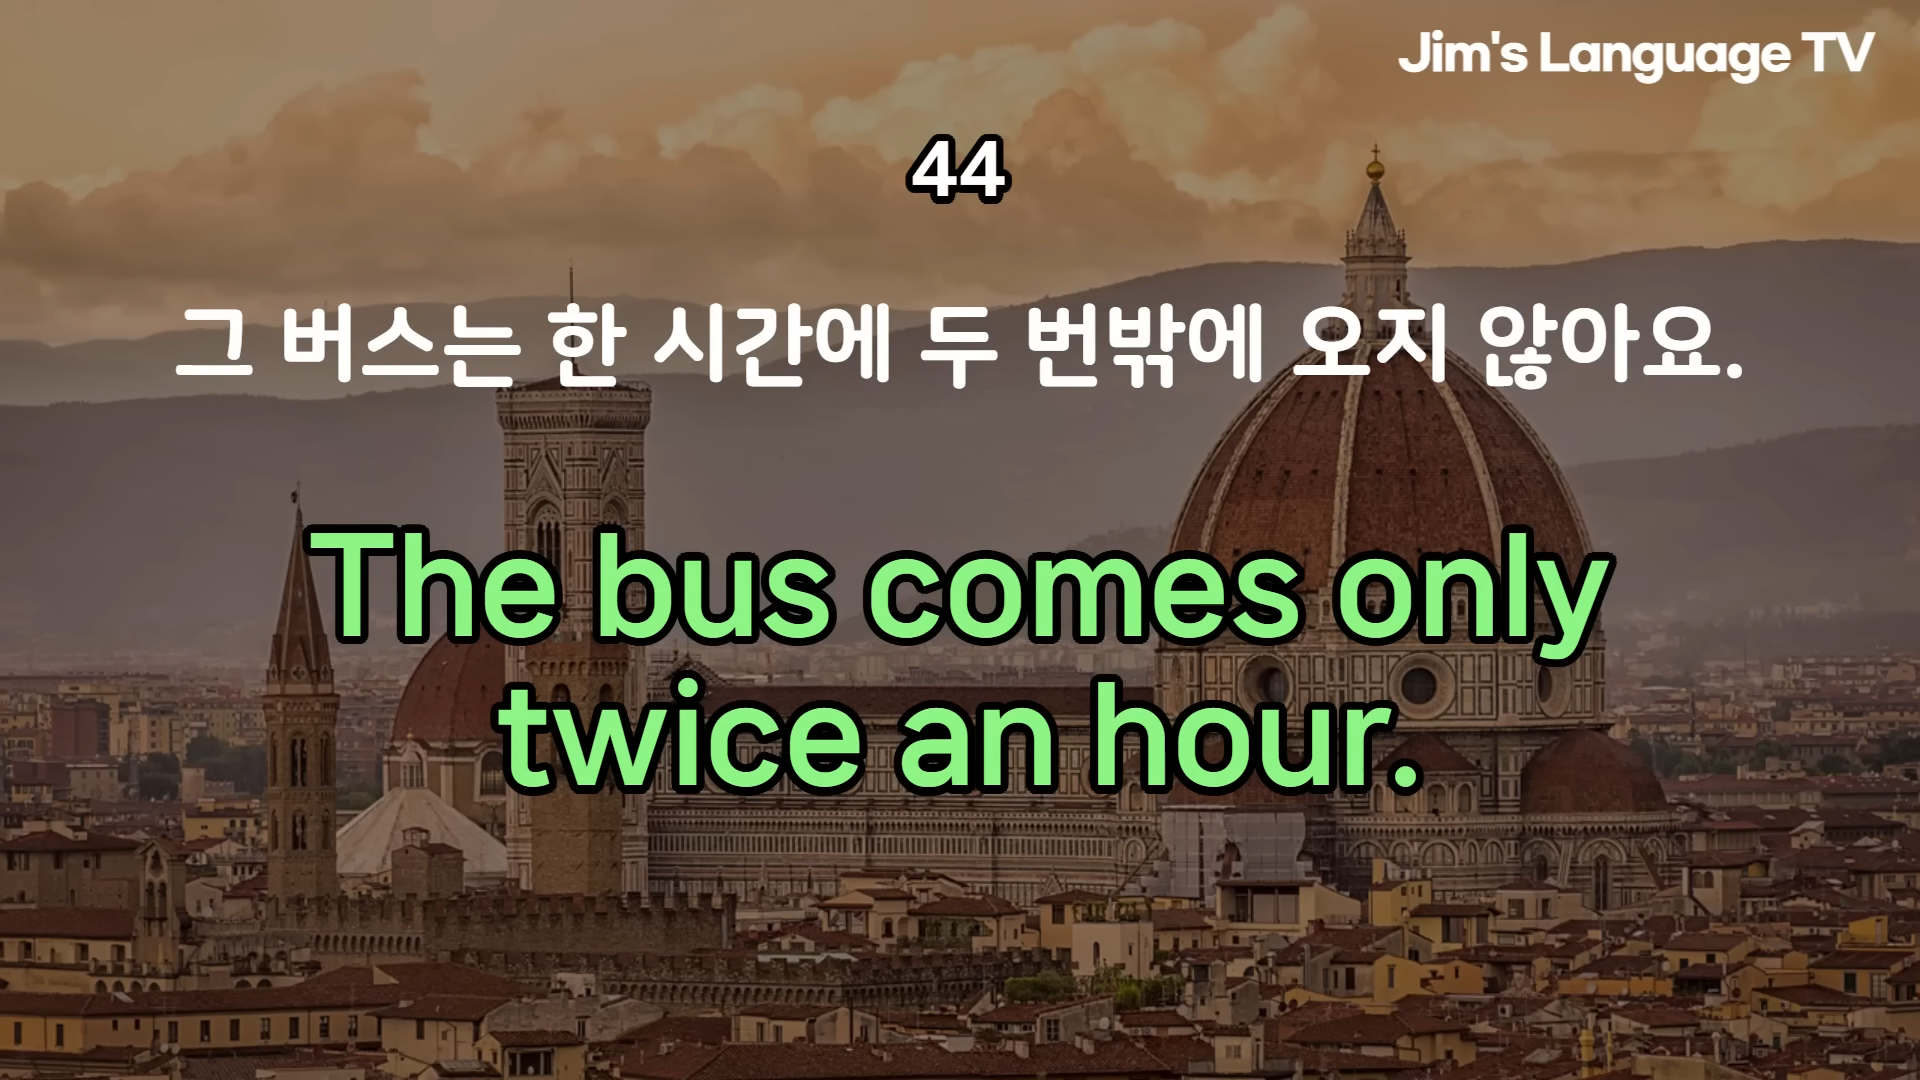 Jim's Language TV
44
그 버스는 한 시간에 두 번밖에 오지 않아요.
The bus comes only
twice an hour.